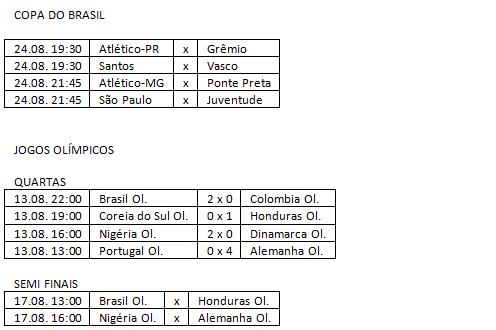 COPA DO BRASIL
24.08. 19:30 Atlético-PR x Grêmio
24.08. 19:30 Santos x Vasco
24.08. 21:45 Atlético-MG x Ponte Preta
24.08. 21:45 São Paulo x Juventude
JOGOS OLÍMPICOS
QUARTAS
13.08. 22:00 Brasil Ol. 2 x 0 Colombia Ol.
13.08. 19:00 Coreia do Sul Ol. 0 x 1 Honduras Ol.
13.08. 16:00 Nigéria Ol. 2 x 0 Dinamarca Ol.
13.08. 13:00 Portugal Ol. 0 x 4 Alemanha Ol.
SEMI FINAIS
17.08. 13:00 Brasil Ol. x Honduras Ol.
17.08. 16:00 Nigéria Ol. x Alemanha Ol.